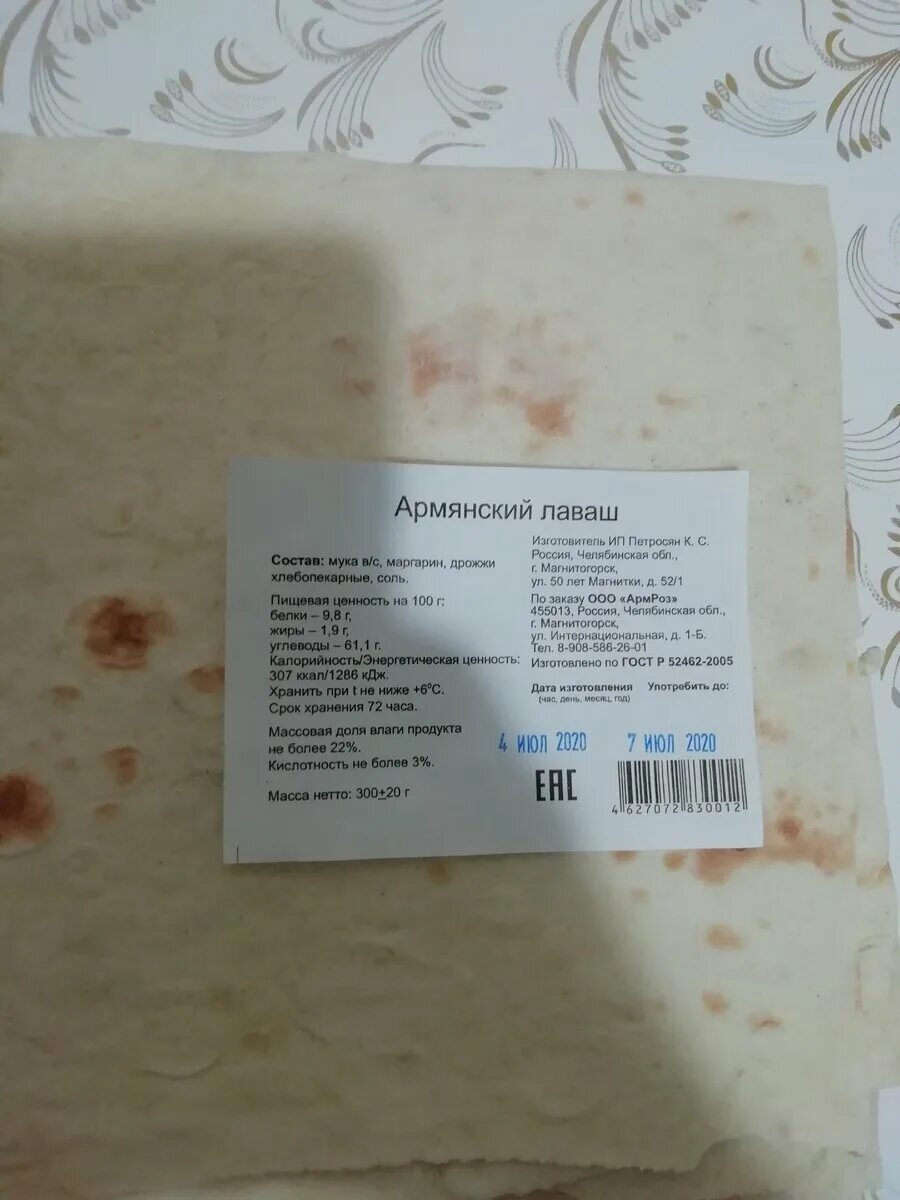 Армянский лаваш
Состав: мука в/с, маргарин, дрожжи
хлебопекарные, соль.
Пищевая ценность на 100 г:
белки – 9,8 г,
жиры – 1,9 г,
углеводы – 61,1 г.
Калорийность/Энергетическая ценность:
307 ккал/1286 кДж.
Хранить при t не ниже +6°С.
Срок хранения 72 часа.
Массовая доля влаги продукта
не более 22%.
Кислотность не более 3%.
Масса нетто: 300±20 г
Изготовитель ИП Петросян К. С.
Россия, Челябинская обл.,
г. Магнитогорск,
ул. 50 лет Магнитки, д. 52/1
По заказу ООО «АрмРоз»
455013, Россия, Челябинская обл.,
г. Магнитогорск,
ул. Интернациональная, д. 1-Б.
Тел. 8-908-586-26-01
Изготовлено по ГОСТ Р 52462-2005
Дата изготовления Употребить до:
(час, день, месяц, год)
4 ИЮЛ 2020 7 ИЮЛ 2020
EAC
4 627072 830012